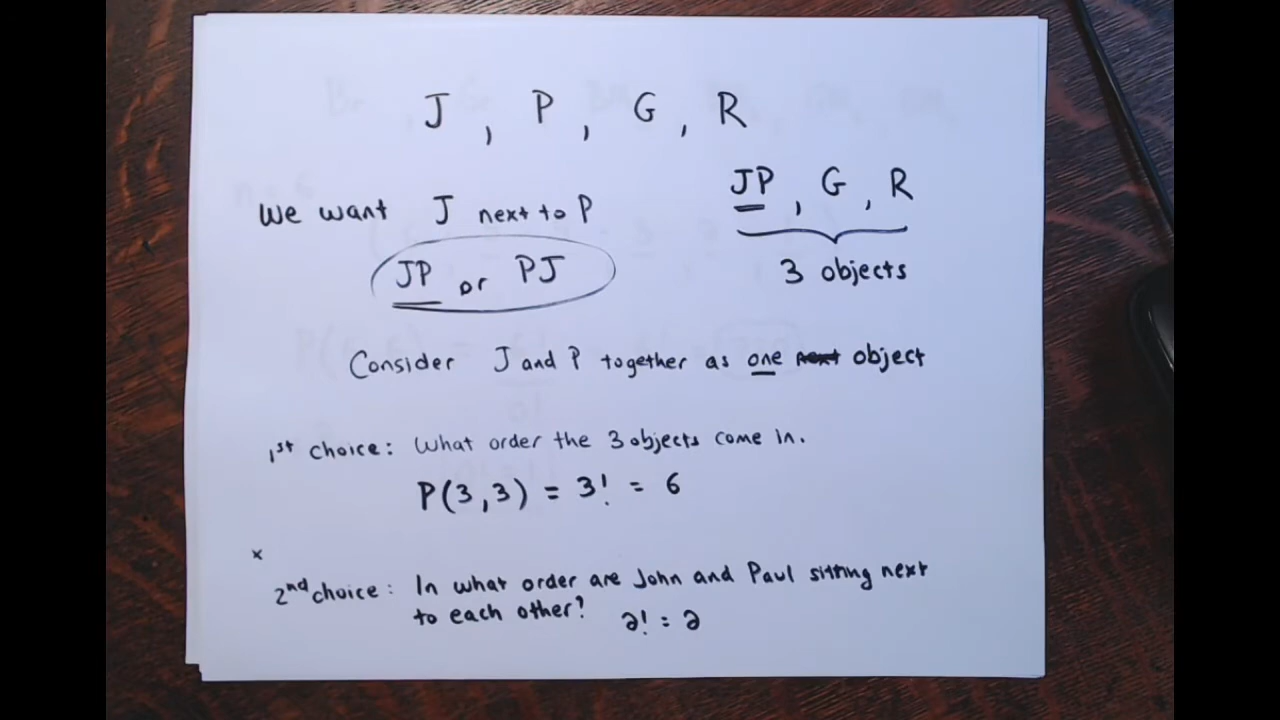 J, P, G, R
We want J next to P
JP or PJ
JP, G, R
3 objects
Consider J and P together as one object
1st choice: What order the 3 objects come in.
P(3,3) = 3! = 6
x
2nd choice: In what order are John and Paul sitting next
to each other? 2! = 2